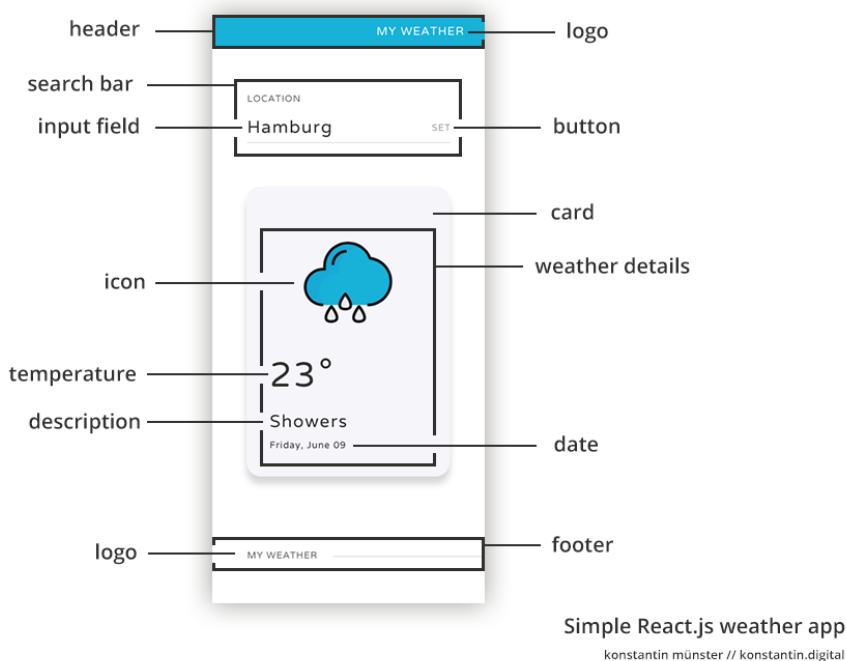 header
MY WEATHER
logo
search bar
LOCATION
input field
Hamburg
SET
button
card
weather details
icon
temperature
23°
description
Showers
Friday, June 09
date
logo
MY WEATHER
footer
Simple React.js weather app
konstantin münster // konstantin.digital